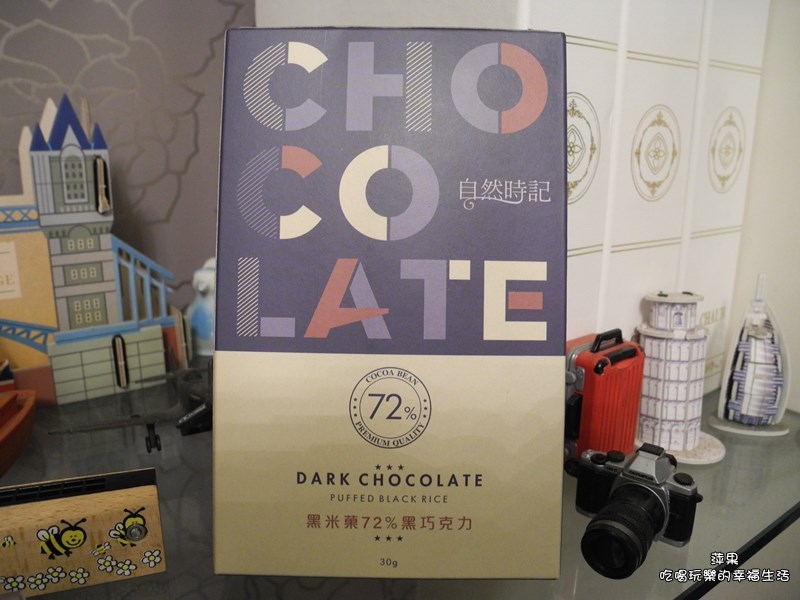 CHO
CO
自然時記
LATE
COCOA BEAN
72%
PREMIUM QUALITY
DARK CHOCOLATE
PUFFED BLACK RICE
黑米菓72%黑巧克力
30g
萍果
吃喝玩樂的幸福生活